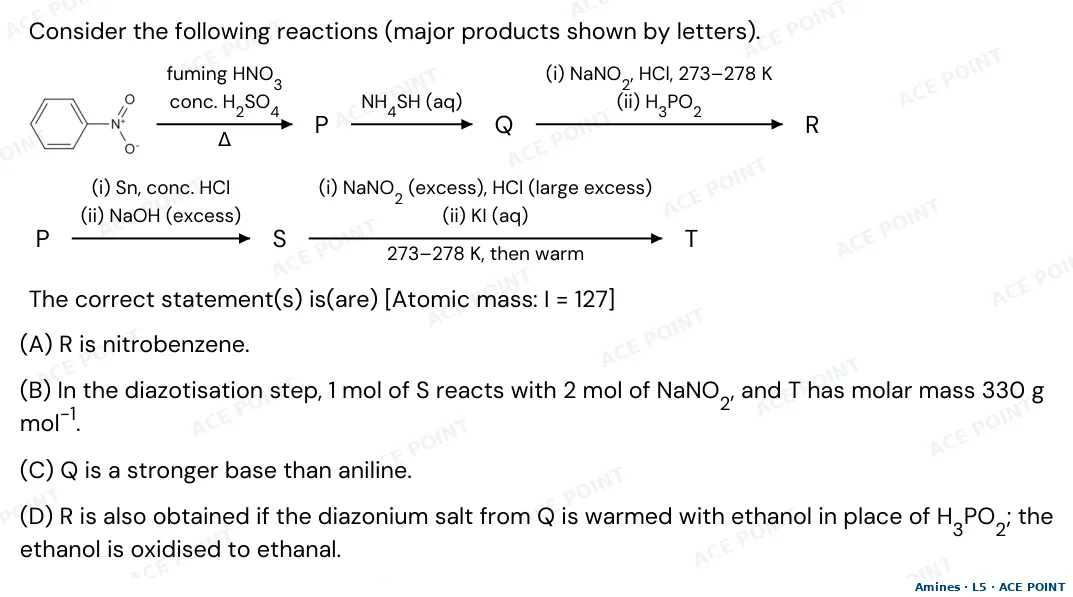 Consider the following reactions (major products shown by letters).
fuming HNO3
conc. H2SO4
Δ
N+
O
O-
P
NH4SH (aq)
Q
(i) NaNO2, HCl, 273–278 K
(ii) H3PO2
R
P
(i) Sn, conc. HCl
(ii) NaOH (excess)
S
(i) NaNO2 (excess), HCl (large excess)
(ii) KI (aq)
273–278 K, then warm
T
The correct statement(s) is(are) [Atomic mass: I = 127]
(A) R is nitrobenzene.
(B) In the diazotisation step, 1 mol of S reacts with 2 mol of NaNO2, and T has molar mass 330 g
mol−1.
(C) Q is a stronger base than aniline.
(D) R is also obtained if the diazonium salt from Q is warmed with ethanol in place of H3PO2; the
ethanol is oxidised to ethanal.
Amines · L5 · ACE POINT